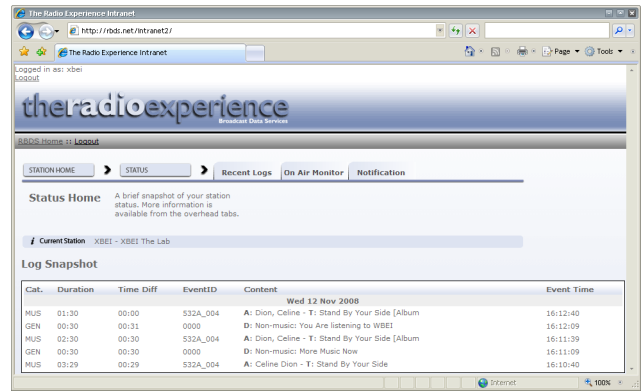 The Radio Experience Intranet
http://rbds.net/intranet2/
The Radio Experience Intranet
Page Tools
Logged in as: xbei
Logout
theradioexperience
Broadcast Data Services
RBDS Home :: Logout
STATION HOME STATUS Recent Logs On Air Monitor Notification
Status Home
A brief snapshot of your station
status. More information is
available from the overhead tabs.
i Current Station XBEI - XBEI The Lab
Log Snapshot
Cat. Duration Time Diff EventID Content Event Time
Wed 12 Nov 2008
MUS 01:30 00:00 532A_004 A: Dion, Celine - T: Stand By Your Side [Album 16:12:40
GEN 00:30 00:31 0000 D: Non-music: You Are listening to WBEI 16:12:09
MUS 02:30 00:30 532A_004 A: Dion, Celine - T: Stand By Your Side [Album 16:11:39
GEN 00:30 00:30 0000 D: Non-music: More Music Now 16:11:09
MUS 03:29 00:29 532A_004 A: Celine Dion - T: Stand By Your Side 16:10:40
Internet 100%